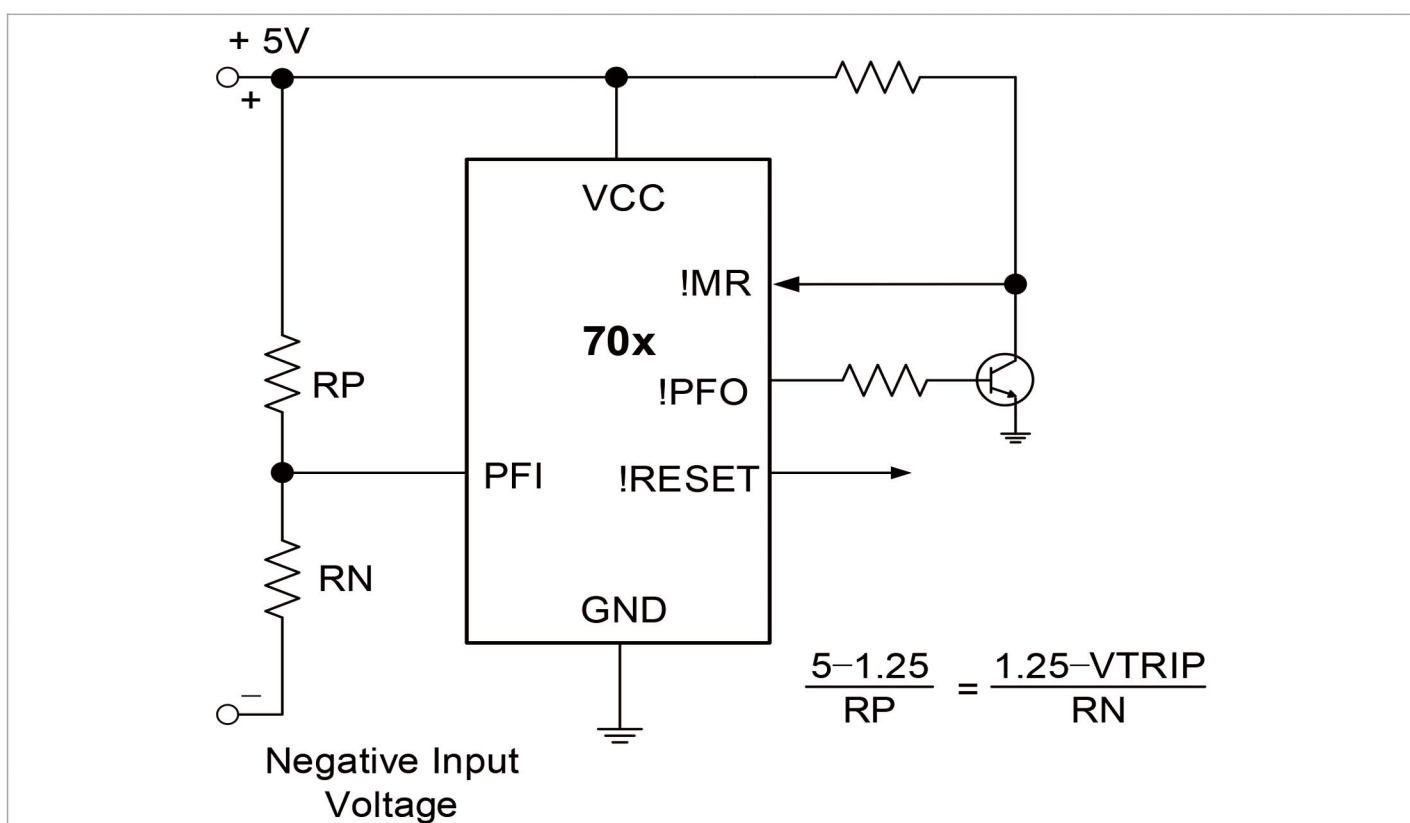 + 5V
+
VCC
!MR
70x
RP
!PFO
PFI
!RESET
RN
GND
5−1.25
RP
=
1.25−VTRIP
RN
−
Negative Input
Voltage